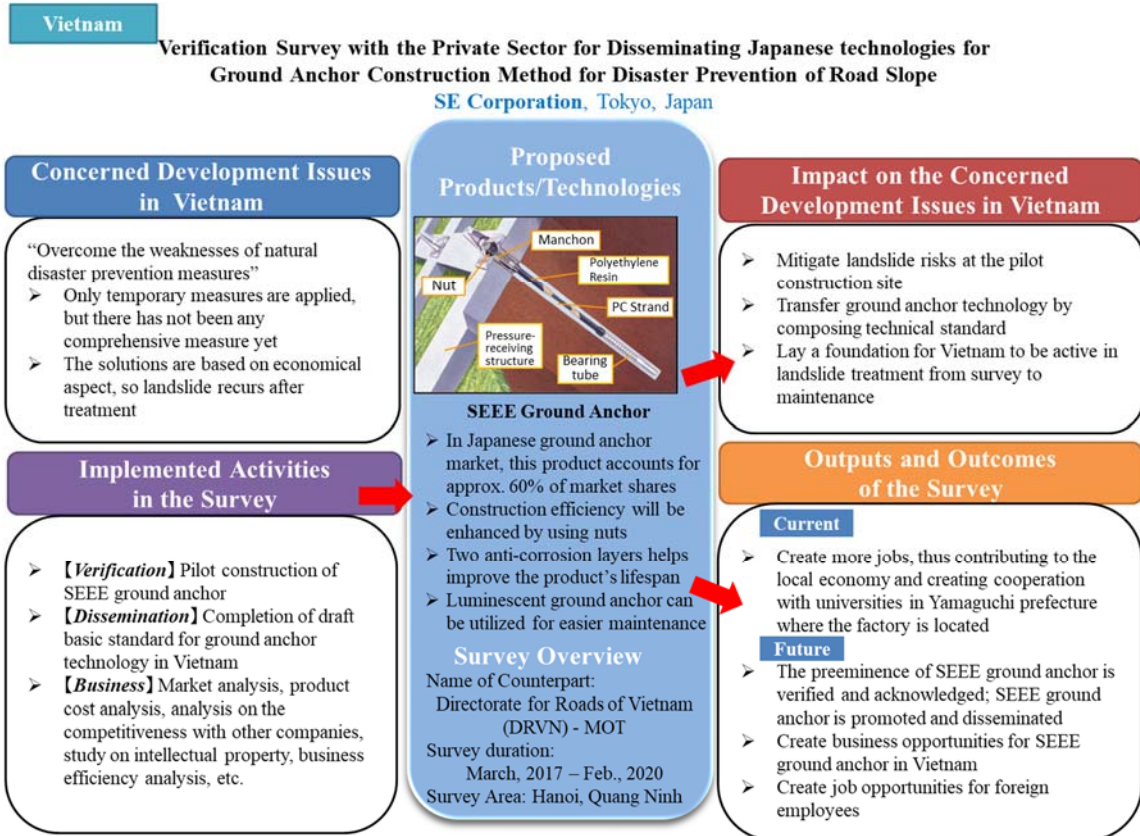 Vietnam
Verification Survey with the Private Sector for Disseminating Japanese technologies for
Ground Anchor Construction Method for Disaster Prevention of Road Slope
SE Corporation, Tokyo, Japan
Concerned Development Issues
in Vietnam
“Overcome the weaknesses of natural
disaster prevention measures”
➢ Only temporary measures are applied,
but there has not been any
comprehensive measure yet
➢ The solutions are based on economical
aspect, so landslide recurs after
treatment
Implemented Activities
in the Survey
➢ 【Verification】Pilot construction of
SEEE ground anchor
➢ 【Dissemination】Completion of draft
basic standard for ground anchor
technology in Vietnam
➢ 【Business】Market analysis, product
cost analysis, analysis on the
competitiveness with other companies,
study on intellectual property, business
efficiency analysis, etc.
Proposed
Products/Technologies
Manchon
Polyethylene
Resin
Nut
PC Strand
Pressure-
receiving
structure
Bearing
tube
SEEE Ground Anchor
➢ In Japanese ground anchor
market, this product accounts for
approx. 60% of market shares
➢ Construction efficiency will be
enhanced by using nuts
➢ Two anti-corrosion layers helps
improve the product’s lifespan
➢ Luminescent ground anchor can
be utilized for easier maintenance
Survey Overview
Name of Counterpart:
Directorate for Roads of Vietnam
(DRVN) - MOT
Survey duration:
March, 2017 – Feb., 2020
Survey Area: Hanoi, Quang Ninh
Impact on the Concerned
Development Issues in Vietnam
➢ Mitigate landslide risks at the pilot
construction site
➢ Transfer ground anchor technology by
composing technical standard
➢ Lay a foundation for Vietnam to be active in
landslide treatment from survey to
maintenance
Outputs and Outcomes
of the Survey
Current
➢ Create more jobs, thus contributing to the
local economy and creating cooperation
with universities in Yamaguchi prefecture
where the factory is located
Future
➢ The preeminence of SEEE ground anchor is
verified and acknowledged; SEEE ground
anchor is promoted and disseminated
➢ Create business opportunities for SEEE
ground anchor in Vietnam
➢ Create job opportunities for foreign
employees